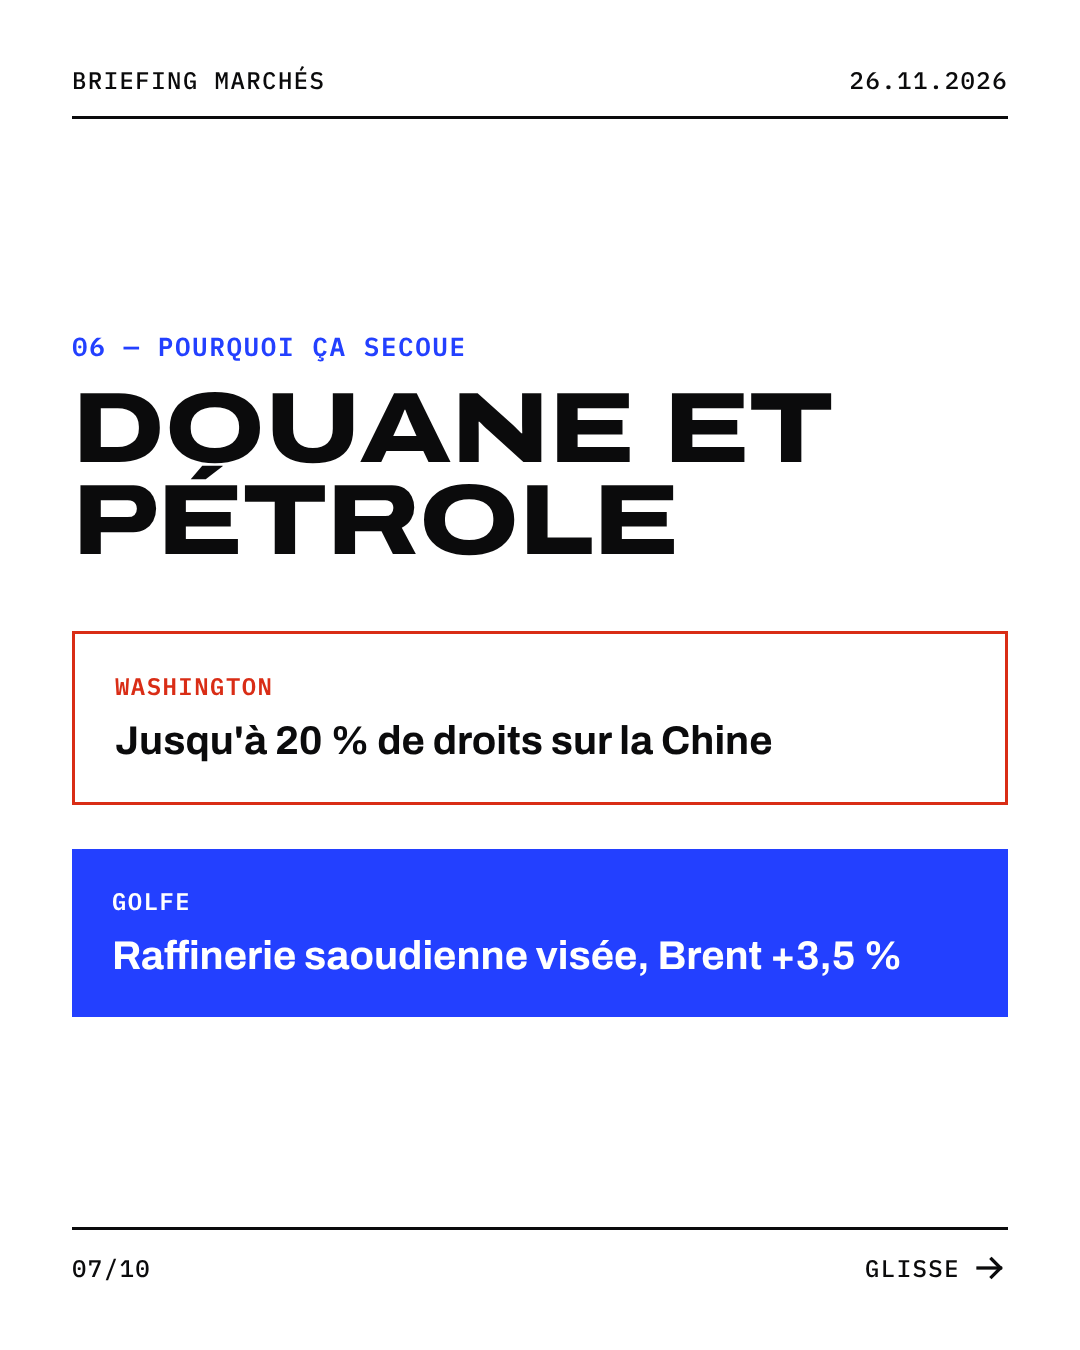 BRIEFING MARCHÉS
26.11.2026
06 — POURQUOI ÇA SECOUE
DOUANE ET
PÉTROLE
WASHINGTON
Jusqu'à 20 % de droits sur la Chine
GOLFE
Raffinerie saoudienne visée, Brent +3,5 %
07/10
GLISSE →